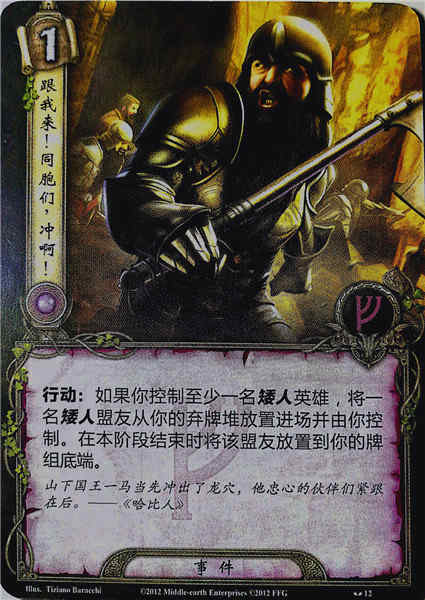 1
跟我来！同胞们，冲啊！
行动：如果你控制至少一名矮人英雄，将一
名矮人盟友从你的弃牌堆放置进场并由你控
制。在本阶段结束时将该盟友放置到你的牌
组底端。
山下国王一马当先冲出了龙穴，他忠心的伙伴们紧跟
在后。——《哈比人》
事件
Illus. Tiziano Baracchi ©2012 Middle-earth Enterprises ©2012 FFG 12